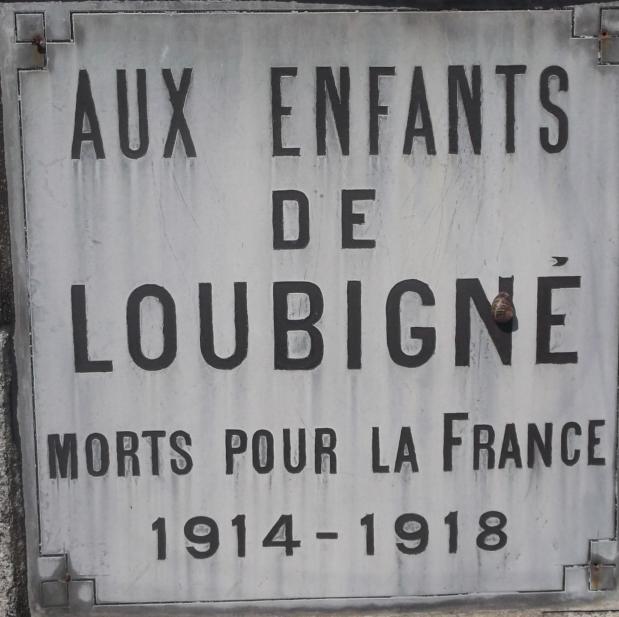 AUX ENFANTS
DE
LOUBIGNÉ
MORTS POUR LA FRANCE
1914-1918